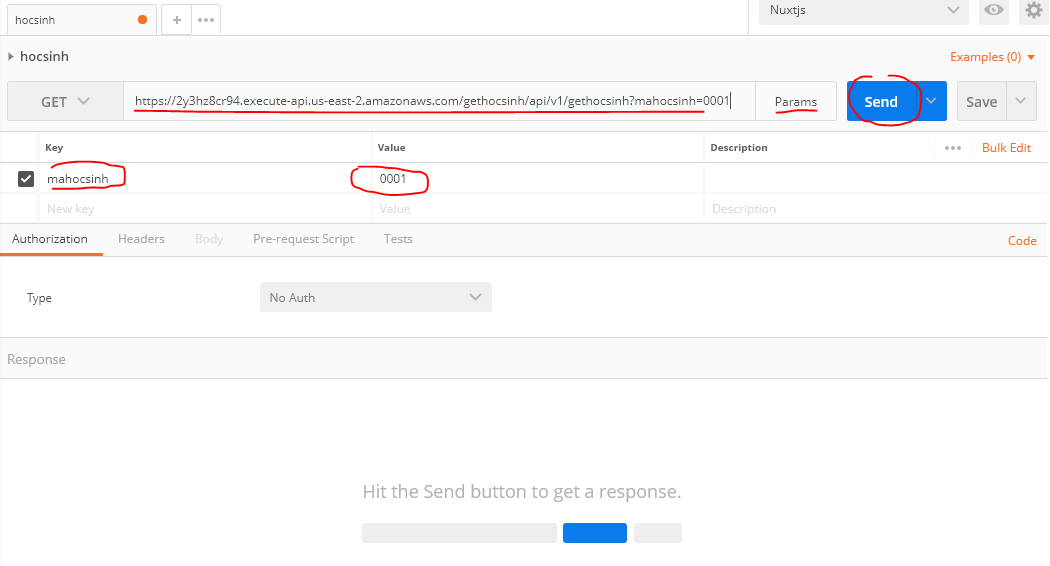 hocsinh
Nuxtjs
hocsinh
Examples (0)
GET https://2y3hz8cr94.execute-api.us-east-2.amazonaws.com/gethocsinh/api/v1/gethocsinh?mahocsinh=0001 Params Send Save
Key Value Description Bulk Edit
mahocsinh 0001
New key Value Description
Authorization Headers Body Pre-request Script Tests Code
Type No Auth
Response
Hit the Send button to get a response.